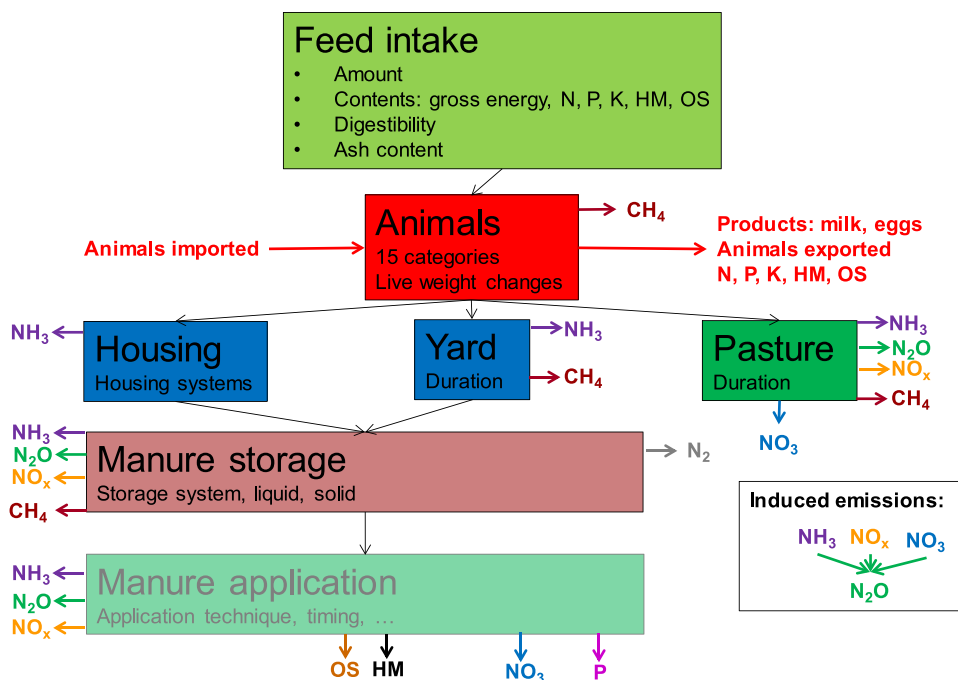 Feed intake
• Amount
• Contents: gross energy, N, P, K, HM, OS
• Digestibility
• Ash content
Animals
15 categories
Live weight changes
CH₄
Animals imported
Products: milk, eggs
Animals exported
N, P, K, HM, OS
NH₃
Housing
Housing systems
Yard
Duration
NH₃
CH₄
Pasture
Duration
NH₃
N₂O
NOₓ
CH₄
NO₃
NH₃
N₂O
NOₓ
CH₄
Manure storage
Storage system, liquid, solid
N₂
Induced emissions:
NH₃ NOₓ NO₃
N₂O
NH₃
N₂O
NOₓ
Manure application
Application technique, timing, …
OS HM NO₃ P